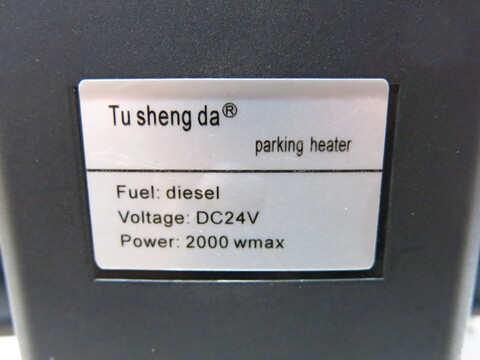 Tu sheng da®
parking heater
Fuel: diesel
Voltage: DC24V
Power: 2000 wmax